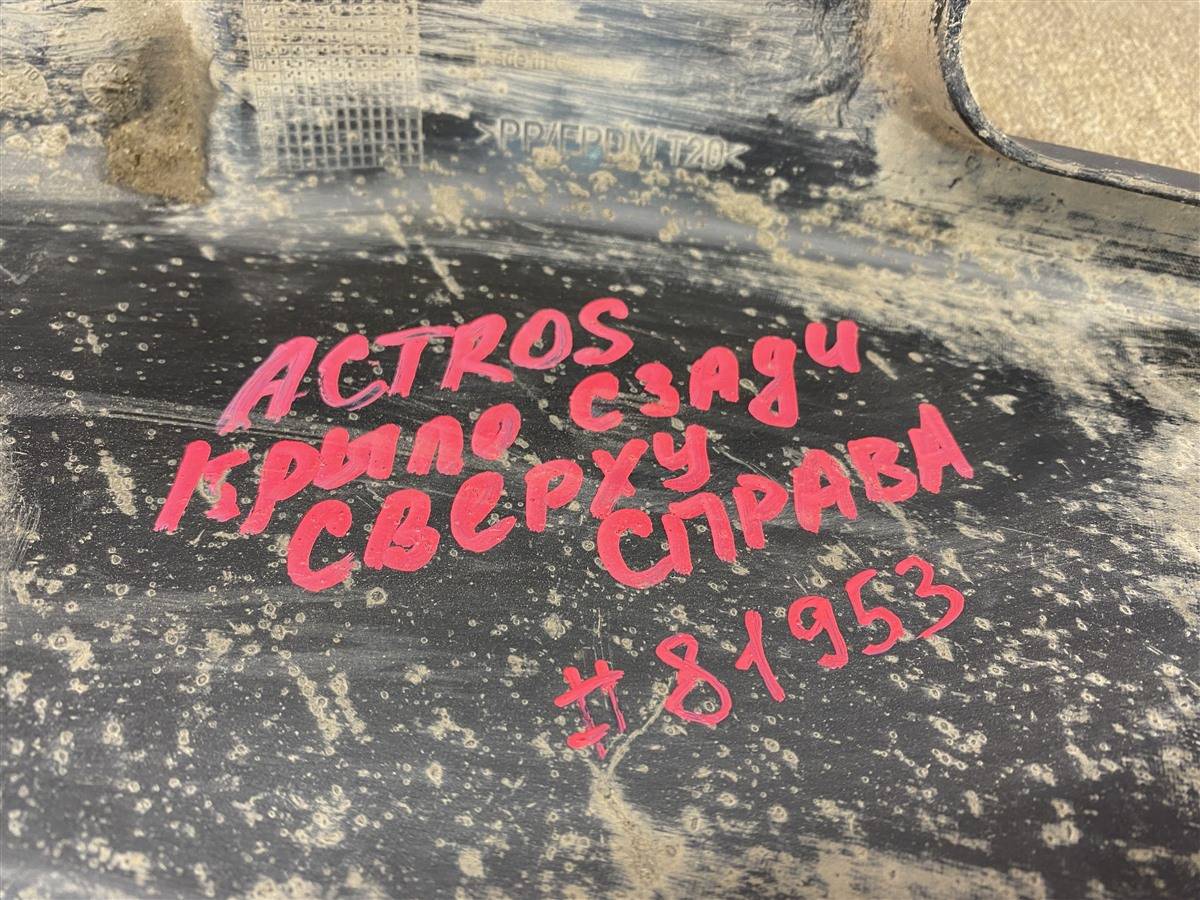 >PP/EPDM T20<
ACTROS
Крыло сзади
сверху
справа
#81953